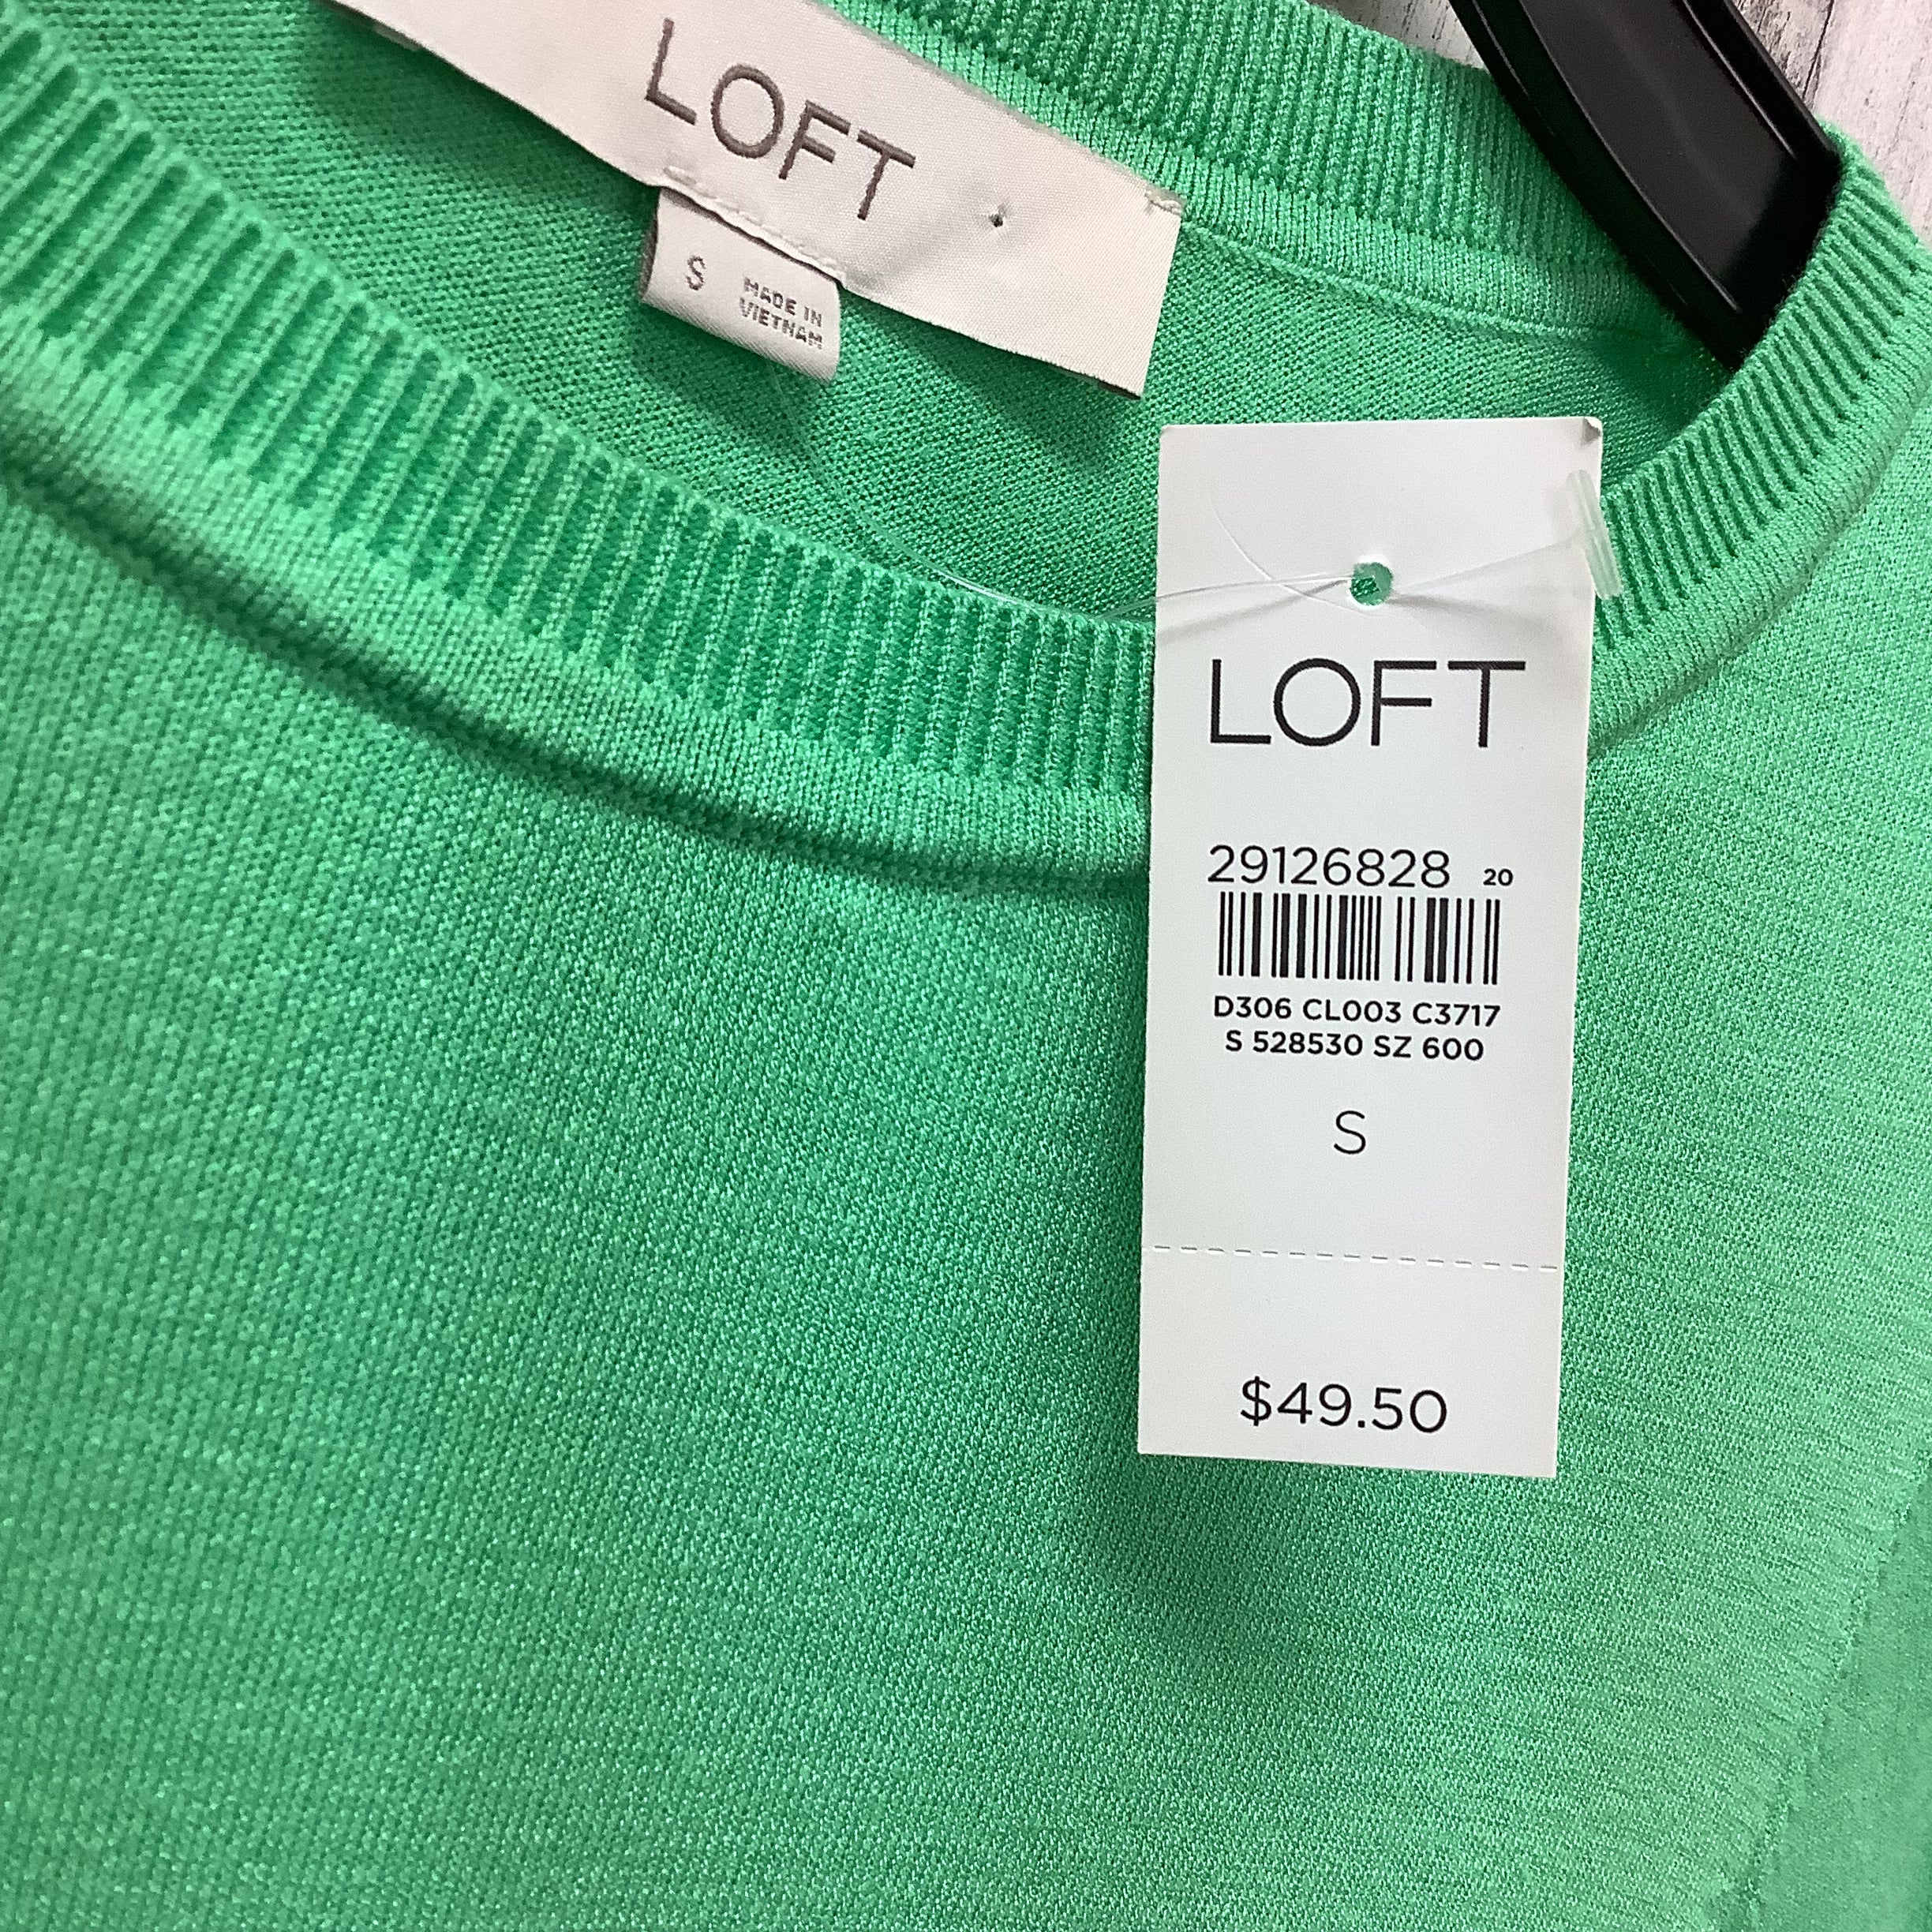 LOFT
S MADE IN
VIETNAM
LOFT
29126828 20
D306 CL003 C3717
S 528530 SZ 600
S
$49.50